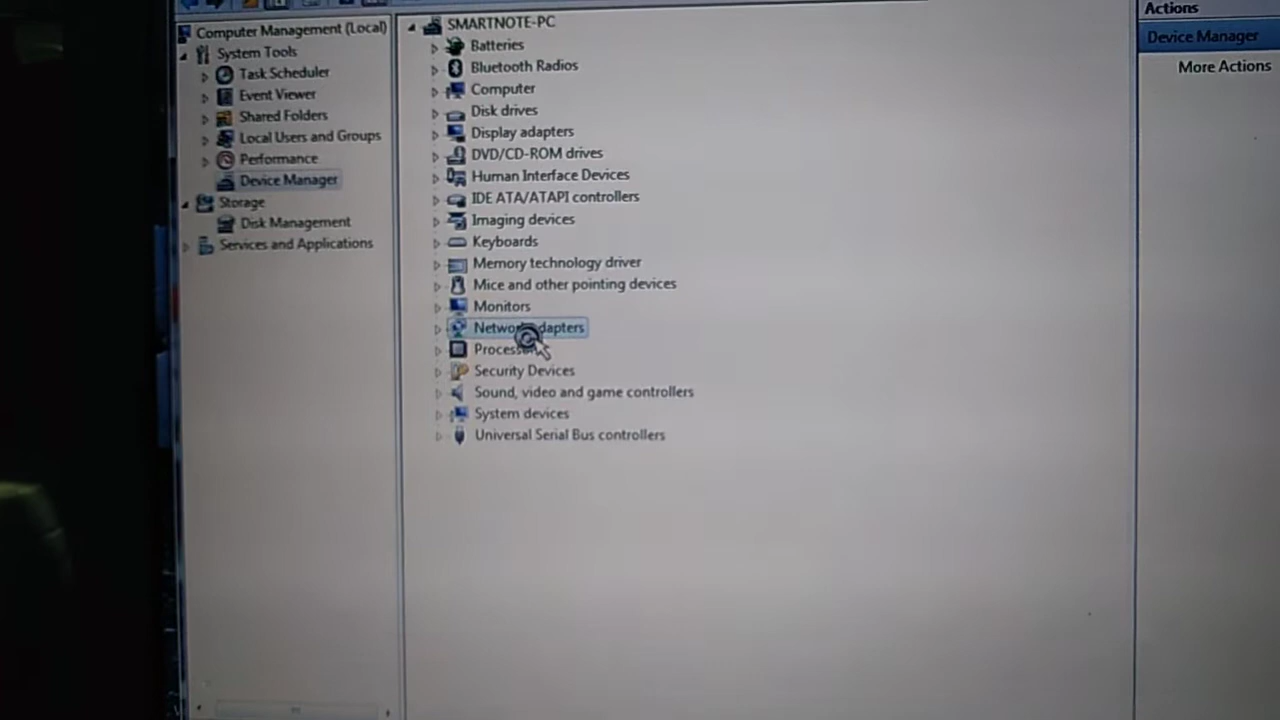 Computer Management (Local)
System Tools
Task Scheduler
Event Viewer
Shared Folders
Local Users and Groups
Performance
Device Manager
Storage
Disk Management
Services and Applications
SMARTNOTE-PC
Batteries
Bluetooth Radios
Computer
Disk drives
Display adapters
DVD/CD-ROM drives
Human Interface Devices
IDE ATA/ATAPI controllers
Imaging devices
Keyboards
Memory technology driver
Mice and other pointing devices
Monitors
Network adapters
Processors
Security Devices
Sound, video and game controllers
System devices
Universal Serial Bus controllers
Actions
Device Manager
More Actions